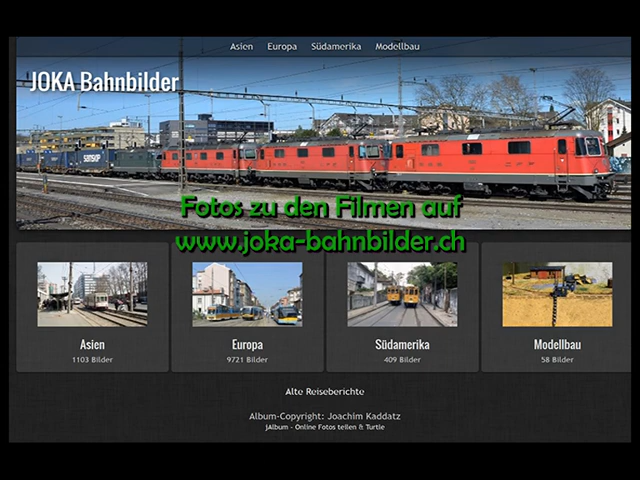 Asien Europa Südamerika Modellbau
JOKA Bahnbilder
Fotos zu den Filmen auf
www.joka-bahnbilder.ch
Asien
1103 Bilder
Europa
9721 Bilder
Südamerika
409 Bilder
Modellbau
58 Bilder
Alte Reiseberichte
Album-Copyright: Joachim Kaddatz
jAlbum - Online Fotos teilen & Turtle